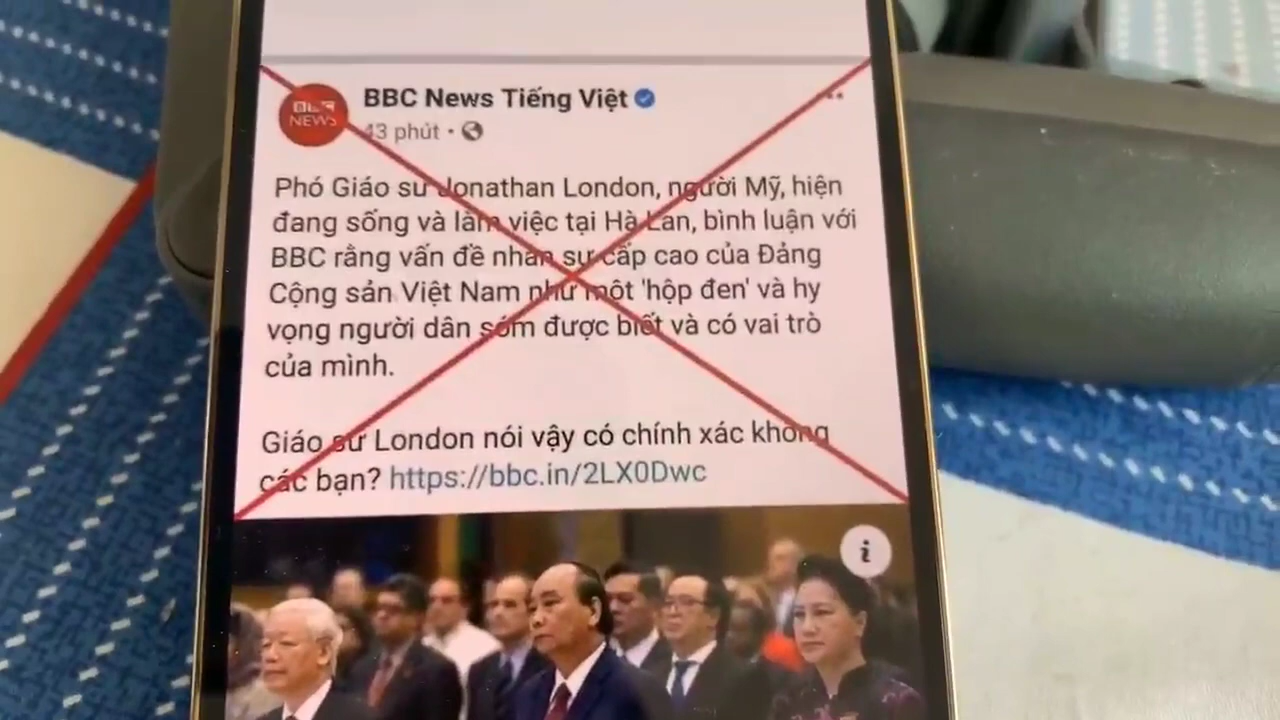 BBC
NEWS
BBC News Tiếng Việt
43 phút
Phó Giáo sư Jonathan London, người Mỹ, hiện
đang sống và làm việc tại Hà Lan, bình luận với
BBC rằng vấn đề nhân sự cấp cao của Đảng
Cộng sản Việt Nam như một 'hộp đen' và hy
vọng người dân sớm được biết và có vai trò
của mình.
Giáo sư London nói vậy có chính xác không
các bạn? https://bbc.in/2LX0Dwc
i